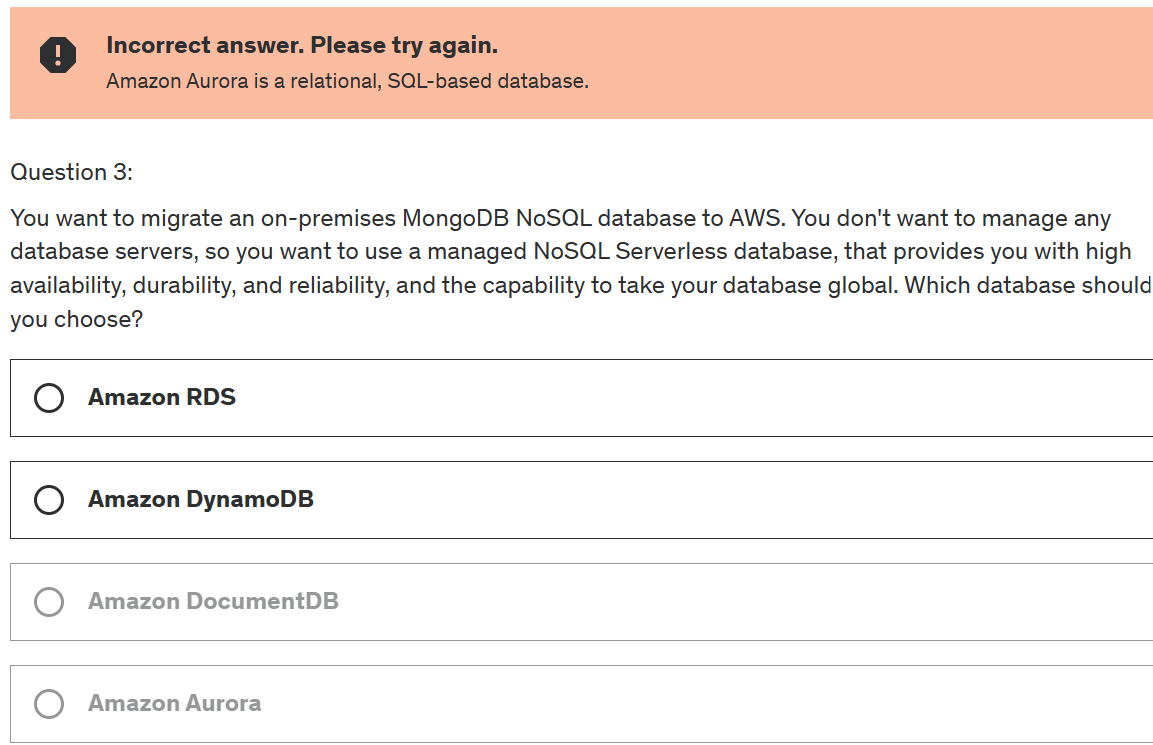 Incorrect answer. Please try again.
Amazon Aurora is a relational, SQL-based database.
Question 3:
You want to migrate an on-premises MongoDB NoSQL database to AWS. You don't want to manage any
database servers, so you want to use a managed NoSQL Serverless database, that provides you with high
availability, durability, and reliability, and the capability to take your database global. Which database should
you choose?
Amazon RDS
Amazon DynamoDB
Amazon DocumentDB
Amazon Aurora